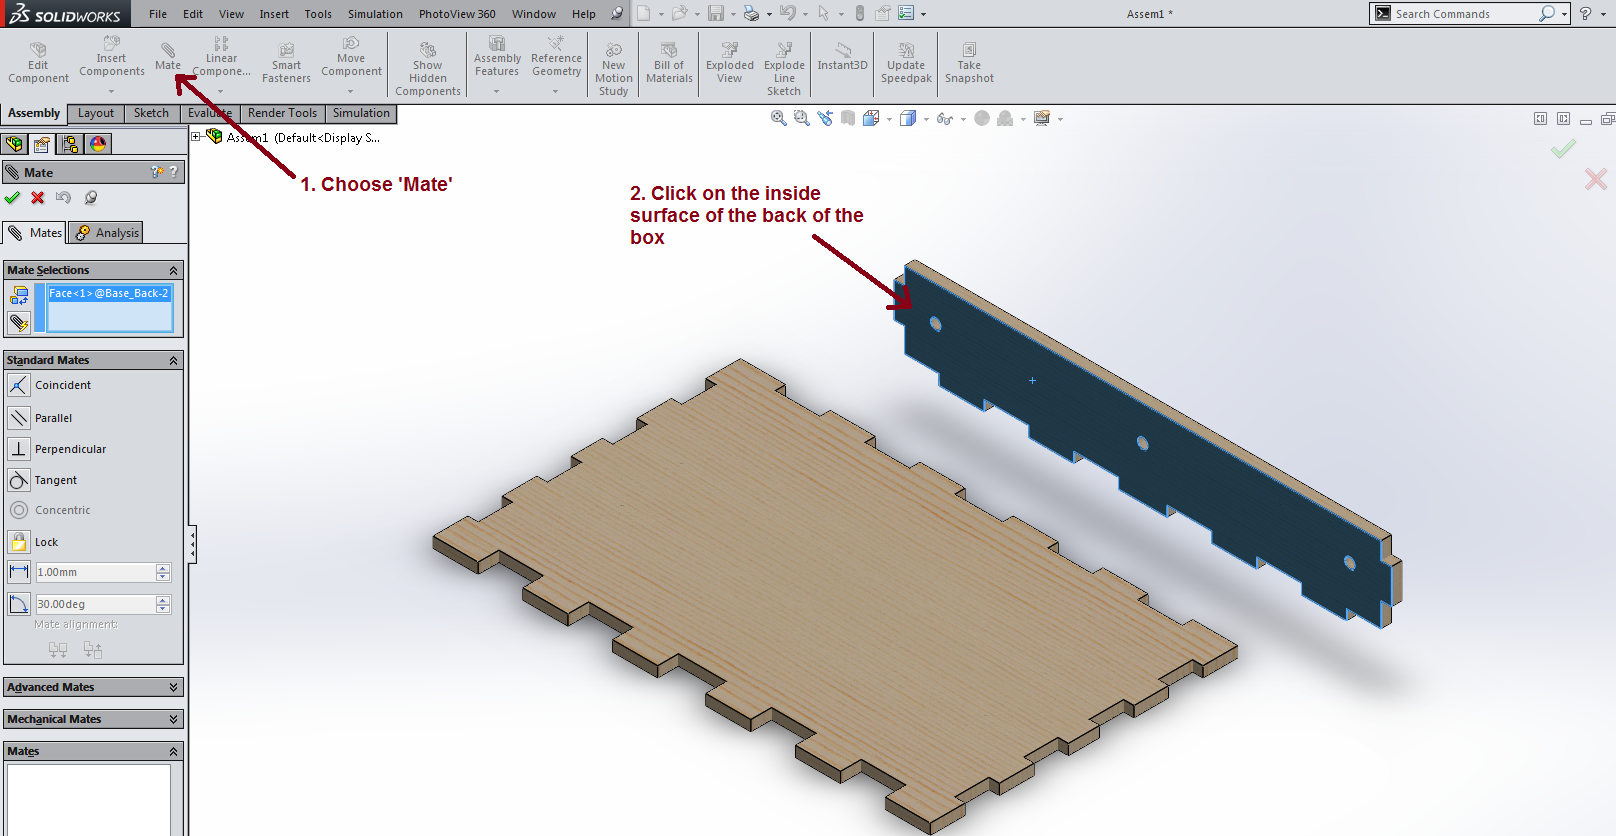 SOLIDWORKS File Edit View Insert Tools Simulation PhotoView 360 Window Help Assem1 * Search Commands ?
Edit Component
Insert Components
Mate
Linear Compone...
Smart Fasteners
Move Component
Show Hidden Components
Assembly Features
Reference Geometry
New Motion Study
Bill of Materials
Exploded View
Explode Line Sketch
Instant3D
Update Speedpak
Take Snapshot
Assembly Layout Sketch Evaluate Render Tools Simulation
Assem1 (Default<Display S...
Mate ? ?
Mates Analysis
Mate Selections
Face<1>@Base_Back-2
Standard Mates
Coincident
Parallel
Perpendicular
Tangent
Concentric
Lock
1.00mm
30.00deg
Mate alignment:
Advanced Mates
Mechanical Mates
Mates
1. Choose 'Mate'
2. Click on the inside
surface of the back of the
box